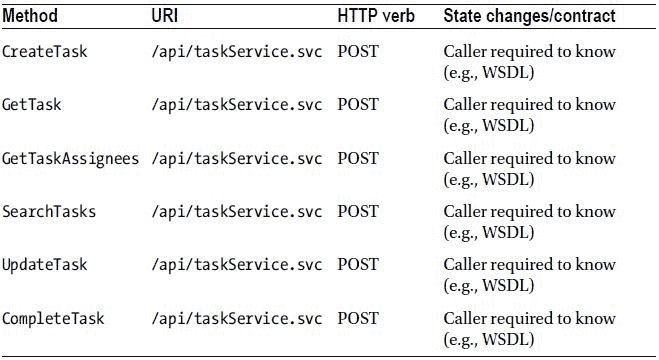 Method URI HTTP verb State changes/contract
CreateTask /api/taskService.svc POST Caller required to know
(e.g., WSDL)
GetTask /api/taskService.svc POST Caller required to know
(e.g., WSDL)
GetTaskAssignees /api/taskService.svc POST Caller required to know
(e.g., WSDL)
SearchTasks /api/taskService.svc POST Caller required to know
(e.g., WSDL)
UpdateTask /api/taskService.svc POST Caller required to know
(e.g., WSDL)
CompleteTask /api/taskService.svc POST Caller required to know
(e.g., WSDL)